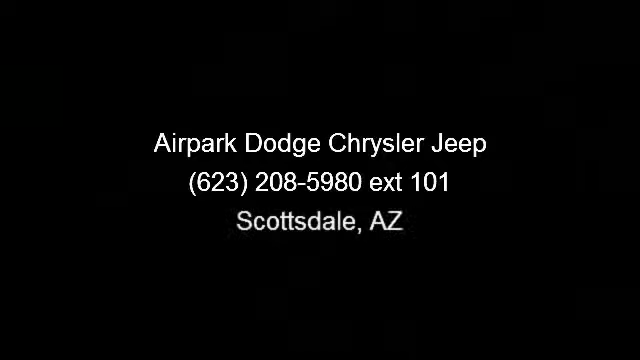 Airpark Dodge Chrysler Jeep
(623) 208-5980 ext 101
Scottsdale, AZ